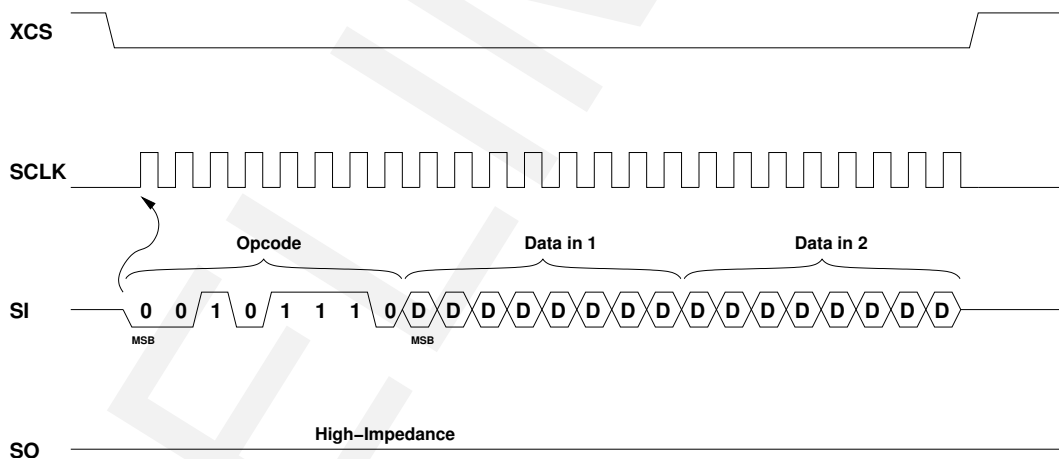 XCS
SCLK
Opcode Data in 1 Data in 2
SI 0 0 1 0 1 1 1 0 D D D D D D D D D D D D D D D D
MSB MSB
High−Impedance
SO